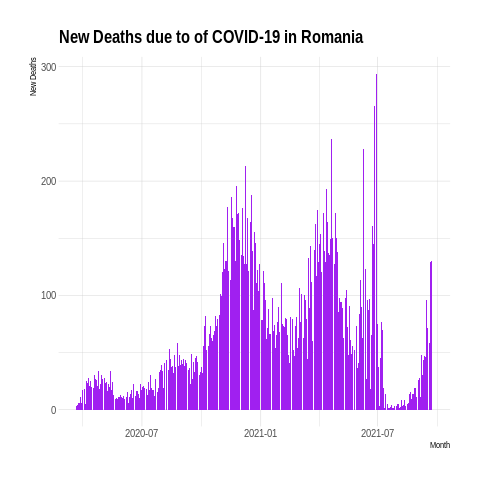 New Deaths due to of COVID-19 in Romania
New Deaths
300
200
100
0
2020-07
2021-01
2021-07
Month